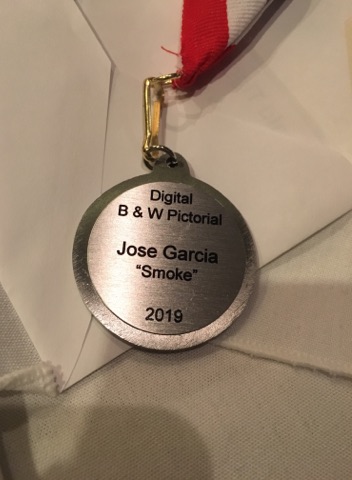 Digital
B & W Pictorial
Jose Garcia
“Smoke”
2019